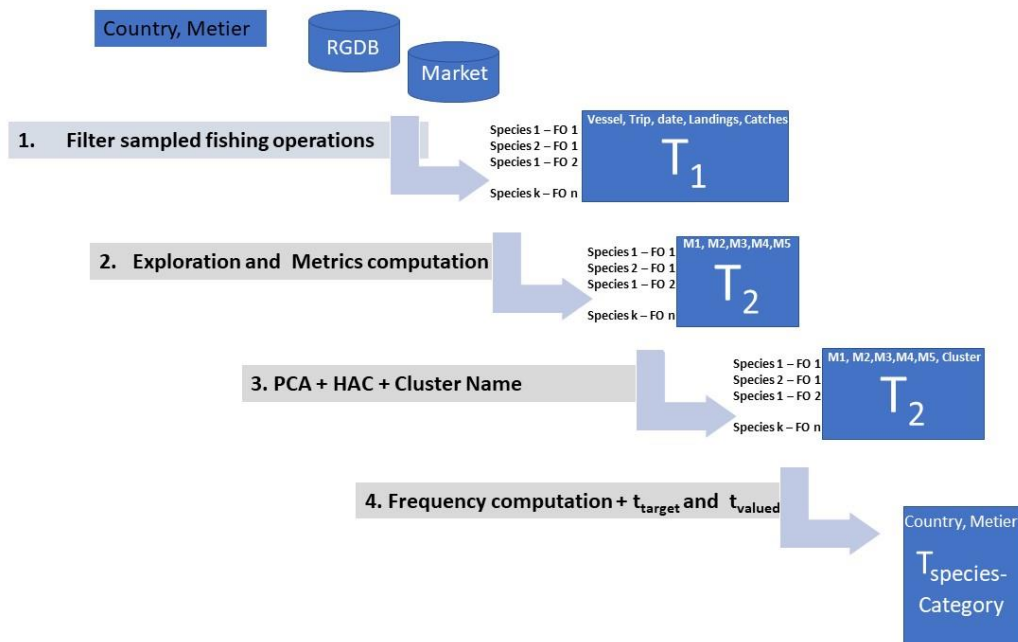 Country, Metier
RGDB
Market
1. Filter sampled fishing operations
Species 1 – FO 1
Species 2 – FO 1
Species 1 – FO 2
Species k – FO n
Vessel, Trip, date, Landings, Catches
T1
2. Exploration and Metrics computation
Species 1 – FO 1
Species 2 – FO 1
Species 1 – FO 2
Species k – FO n
M1, M2,M3,M4,M5
T2
3. PCA + HAC + Cluster Name
Species 1 – FO 1
Species 2 – FO 1
Species 1 – FO 2
Species k – FO n
M1, M2,M3,M4,M5, Cluster
T2
4. Frequency computation + ttarget and tvalued
Country, Metier
Tspecies-
Category